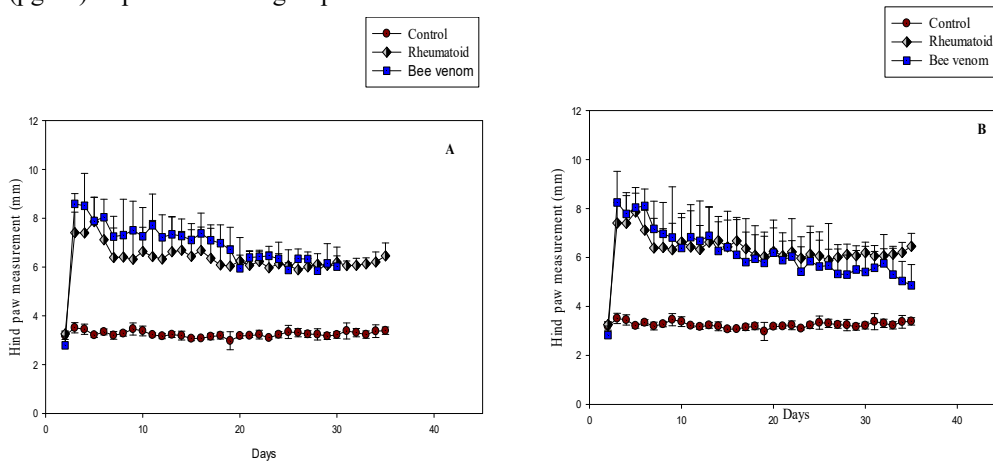 Control
Rheumatoid
Bee venom
A
12
10
8
6
4
2
0
Hind paw measurement (mm)
0 10 20 30 40
Days
Control
Rheumatoid
Bee venom
B
12
10
8
6
4
2
0
Hind paw measurement (mm)
0 10 20 30 40
Days